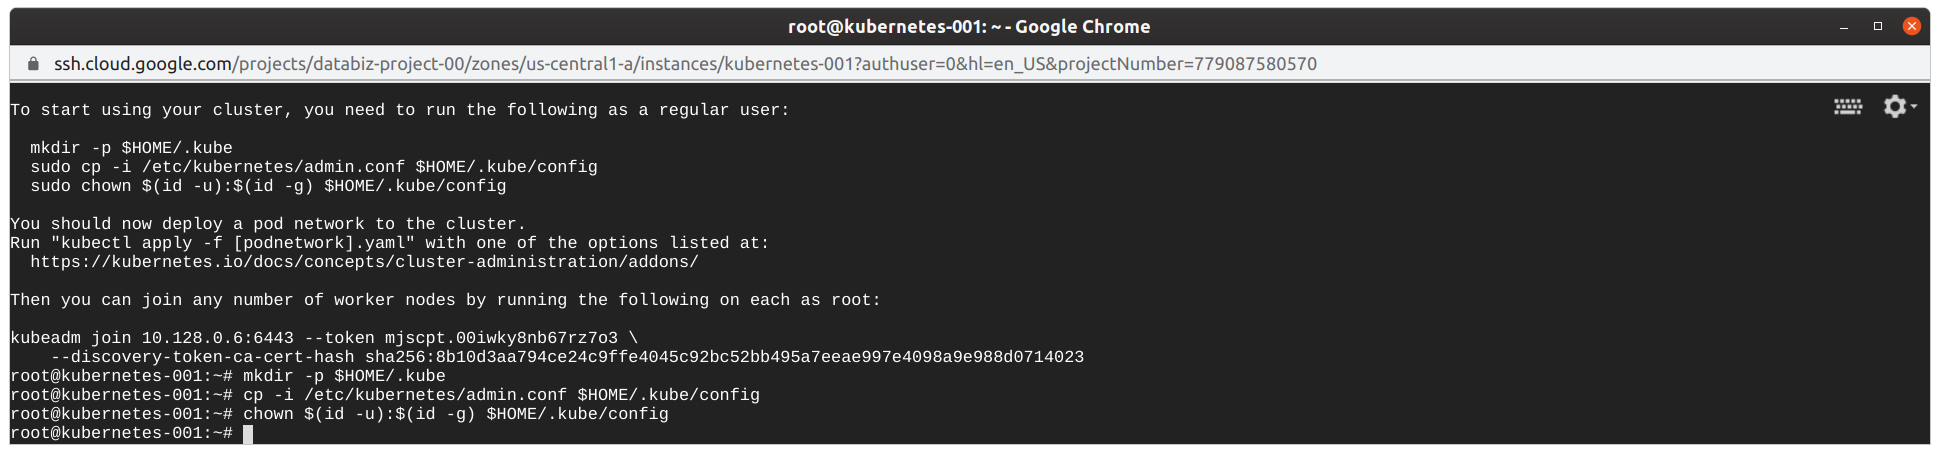 root@kubernetes-001: ~ - Google Chrome
ssh.cloud.google.com/projects/databiz-project-00/zones/us-central1-a/instances/kubernetes-001?authuser=0&hl=en_US&projectNumber=779087580570
To start using your cluster, you need to run the following as a regular user:
mkdir -p $HOME/.kube
sudo cp -i /etc/kubernetes/admin.conf $HOME/.kube/config
sudo chown $(id -u):$(id -g) $HOME/.kube/config
You should now deploy a pod network to the cluster.
Run "kubectl apply -f [podnetwork].yaml" with one of the options listed at:
https://kubernetes.io/docs/concepts/cluster-administration/addons/
Then you can join any number of worker nodes by running the following on each as root:
kubeadm join 10.128.0.6:6443 --token mjscpt.00iwky8nb67rz7o3 \
--discovery-token-ca-cert-hash sha256:8b10d3aa794ce24c9ffe4045c92bc52bb495a7eeae997e4098a9e988d0714023
root@kubernetes-001:~# mkdir -p $HOME/.kube
root@kubernetes-001:~# cp -i /etc/kubernetes/admin.conf $HOME/.kube/config
root@kubernetes-001:~# chown $(id -u):$(id -g) $HOME/.kube/config
root@kubernetes-001:~#